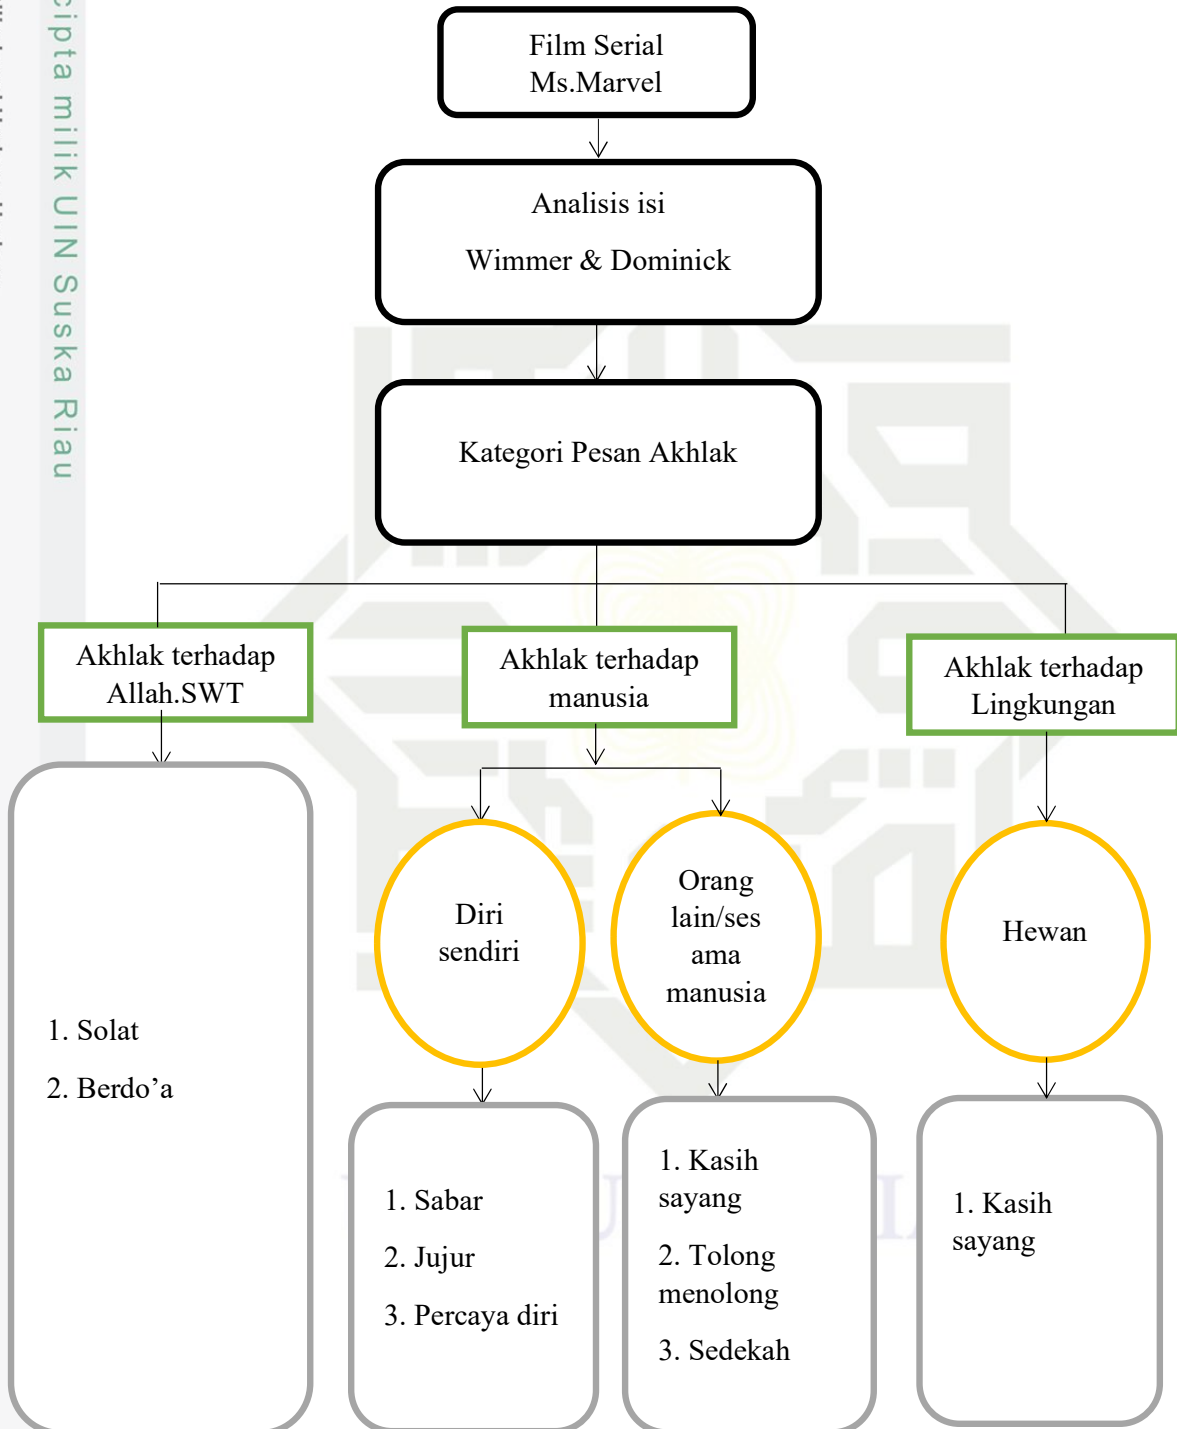 cipta milik UIN Suska Riau
Film Serial
Ms.Marvel
Analisis isi
Wimmer & Dominick
Kategori Pesan Akhlak
Akhlak terhadap
Allah.SWT
Akhlak terhadap
manusia
Akhlak terhadap
Lingkungan
Diri
sendiri
Orang
lain/ses
ama
manusia
Hewan
1. Solat
2. Berdo’a
1. Sabar
2. Jujur
3. Percaya diri
1. Kasih
sayang
2. Tolong
menolong
3. Sedekah
1. Kasih
sayang